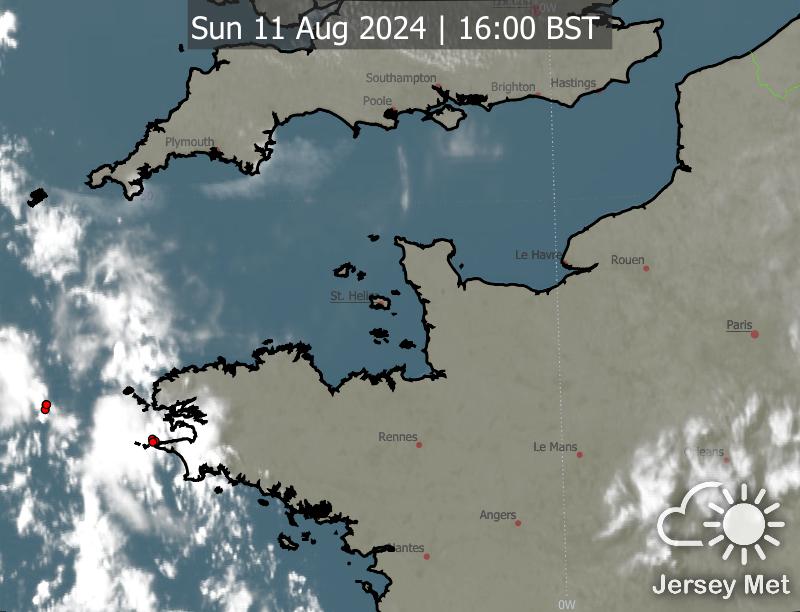 Sun 11 Aug 2024 | 16:00 BST
Southampton
Brighton
Hastings
Poole
Plymouth
Le Havre
Rouen
St. Helier
Paris
Rennes
Le Mans
Orleans
Angers
Nantes
Jersey Met
0W